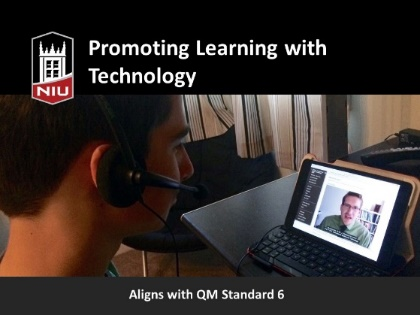 Promoting Learning with
Technology
NIU
Aligns with QM Standard 6